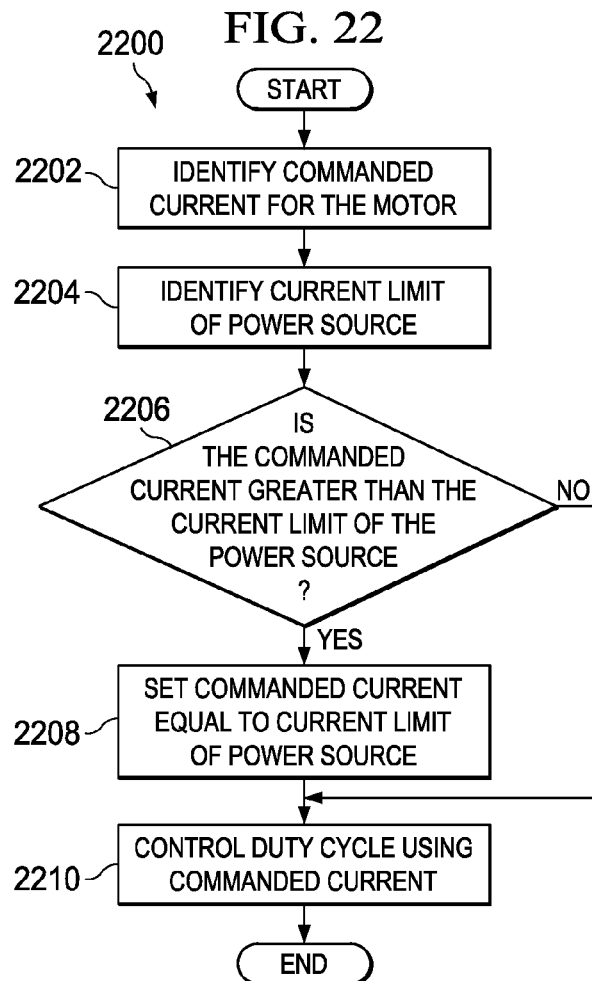 FIG. 22
2200
START
2202
IDENTIFY COMMANDED
CURRENT FOR THE MOTOR
2204
IDENTIFY CURRENT LIMIT
OF POWER SOURCE
2206
IS
THE COMMANDED
CURRENT GREATER THAN THE
CURRENT LIMIT OF THE
POWER SOURCE
?
NO
YES
2208
SET COMMANDED CURRENT
EQUAL TO CURRENT LIMIT
OF POWER SOURCE
2210
CONTROL DUTY CYCLE USING
COMMANDED CURRENT
END